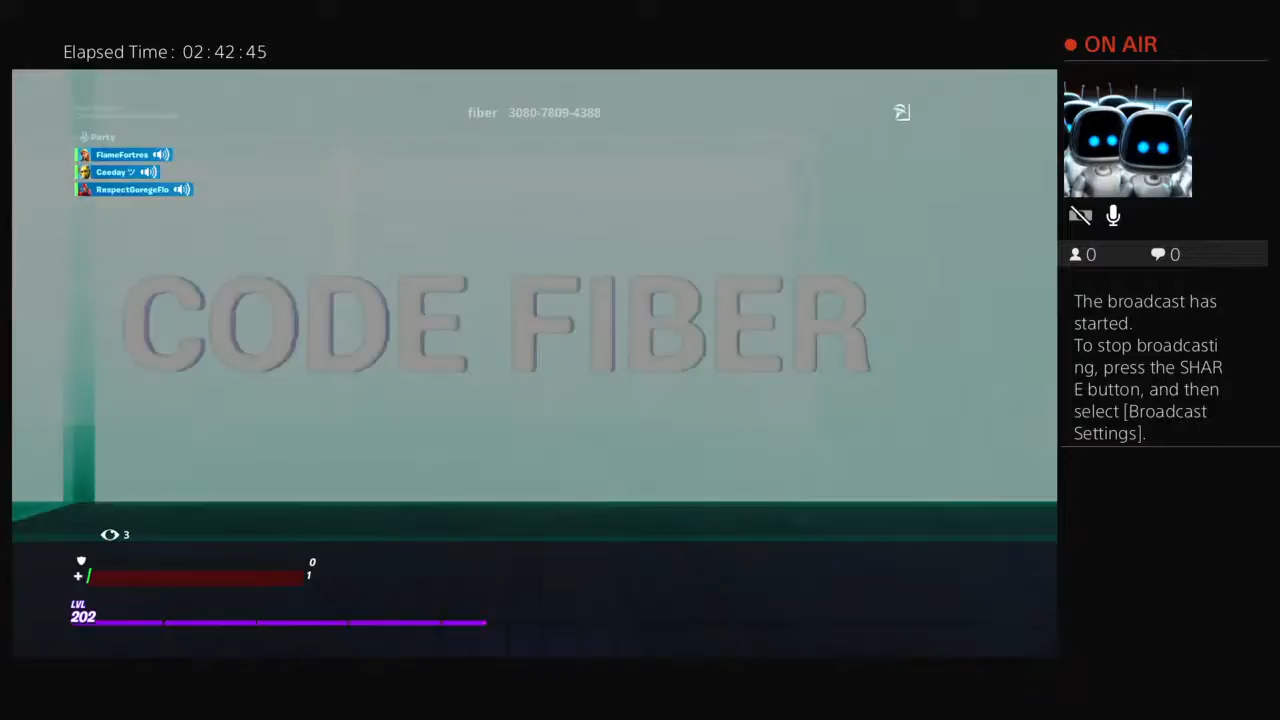 Elapsed Time: 02:42:45
ON AIR
fiber 3080-7809-4388
Party
FlameFortres
Ceeday ツ
RespectGarageFlo
CODE FIBER
0
0
The broadcast has
started.
To stop broadcasti
ng, press the SHAR
E button, and then
select [Broadcast
Settings].
3
0
1
LVL
202